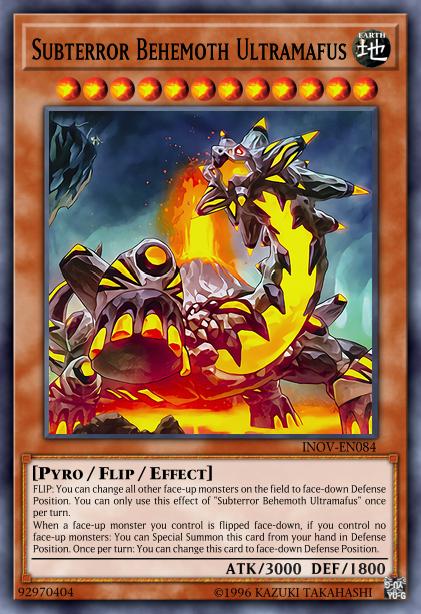 SUBTERROR BEHEMOTH ULTRAMAFUS
EARTH
地
INOV-EN084
[PYRO / FLIP / EFFECT]
FLIP: You can change all other face-up monsters on the field to face-down Defense
Position. You can only use this effect of "Subterror Behemoth Ultramafus" once
per turn.
When a face-up monster you control is flipped face-down, if you control no
face-up monsters: You can Special Summon this card from your hand in Defense
Position. Once per turn: You can change this card to face-down Defense Position.
ATK/3000 DEF/1800
92970404
©1996 KAZUKI TAKAHASHI